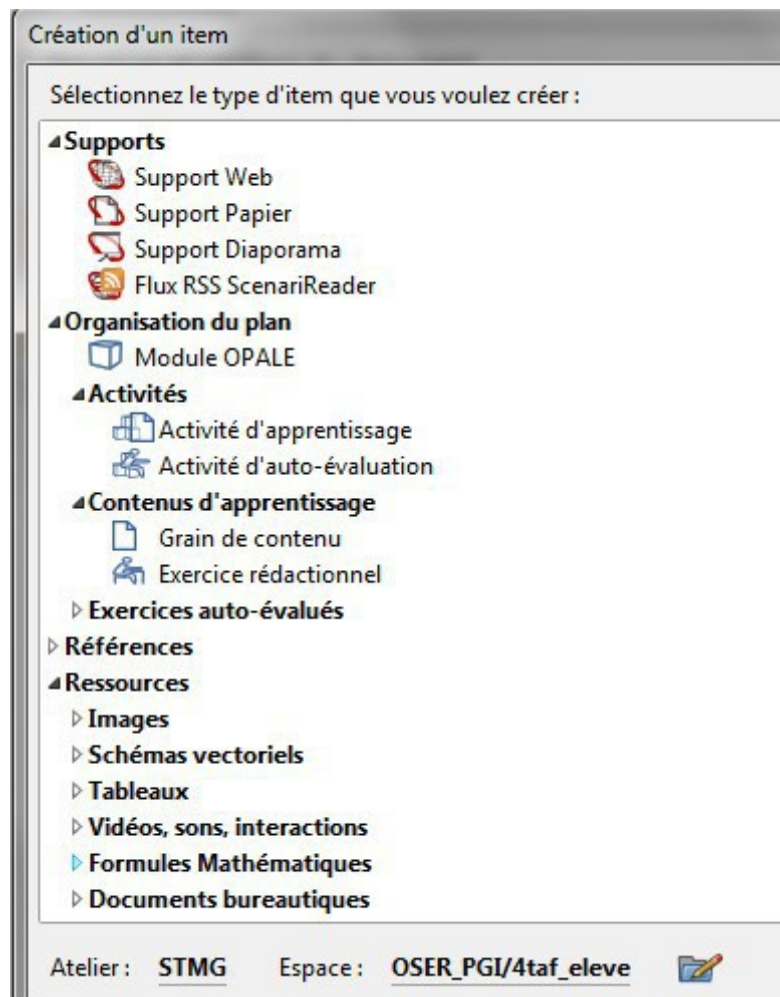 Création d'un item
Sélectionnez le type d'item que vous voulez créer :
Supports
Support Web
Support Papier
Support Diaporama
Flux RSS ScenariReader
Organisation du plan
Module OPALE
Activités
Activité d'apprentissage
Activité d'auto-évaluation
Contenus d'apprentissage
Grain de contenu
Exercice rédactionnel
Exercices auto-évalués
Références
Ressources
Images
Schémas vectoriels
Tableaux
Vidéos, sons, interactions
Formules Mathématiques
Documents bureautiques
Atelier : STMG Espace : OSER_PGI/4taf_eleve